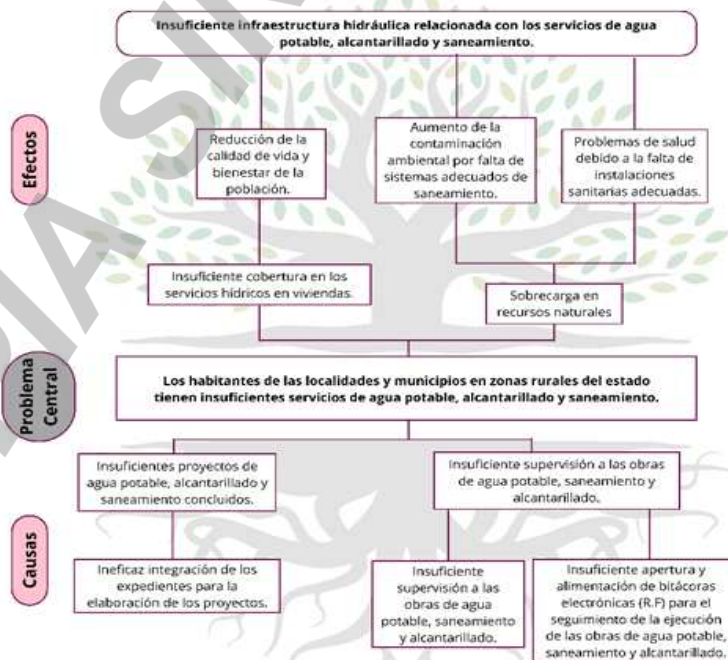 Insuficiente infraestructura hidráulica relacionada con los servicios de agua
potable, alcantarillado y saneamiento.
Efectos
Reducción de la
calidad de vida y
bienestar de la
población.
Aumento de la
contaminación
ambiental por falta de
sistemas adecuados de
saneamiento.
Problemas de salud
debido a la falta de
instalaciones
sanitarias adecuadas.
Insuficiente cobertura en los
servicios hídricos en viviendas.
Sobrecarga en
recursos naturales
Problema
Central
Los habitantes de las localidades y municipios en zonas rurales del estado
tienen insuficientes servicios de agua potable, alcantarillado y saneamiento.
Causas
Insuficientes proyectos de
agua potable, alcantarillado y
saneamiento concluidos.
Insuficiente supervisión a las obras
de agua potable, saneamiento y
alcantarillado.
Ineficaz integración de los
expedientes para la
elaboración de los proyectos.
Insuficiente
supervisión a las
obras de agua
potable, saneamiento
y alcantarillado.
Insuficiente apertura y
alimentación de bitácoras
electrónicas (R.F) para el
seguimiento de la ejecución
de las obras de agua potable,
saneamiento y alcantarillado.